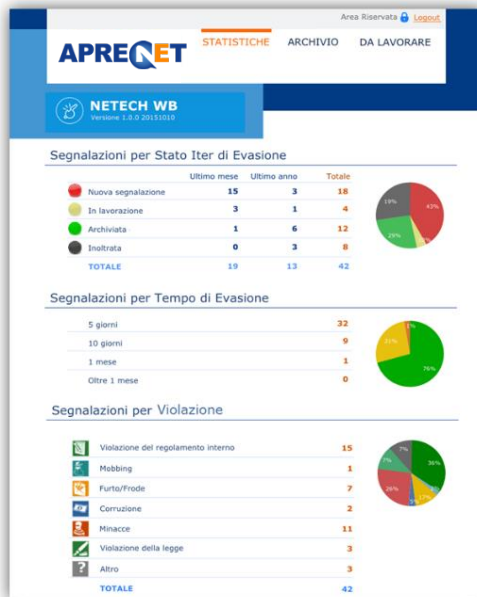 Area Riservata Logout
APRENET
STATISTICHE ARCHIVIO DA LAVORARE
NETECH WB
Versione 1.0.0 20151010
Segnalazioni per Stato Iter di Evasione
Ultimo mese Ultimo anno Totale
Nuova segnalazione 15 3 18
In lavorazione 3 1 4
Archiviata 1 6 12
Inoltrata 0 3 8
TOTALE 19 13 42
19% 43%
29%
Segnalazioni per Tempo di Evasione
5 giorni 32
10 giorni 9
1 mese 1
Oltre 1 mese 0
31%
76%
Segnalazioni per Violazione
Violazione del regolamento interno 15
Mobbing 1
Furto/Frode 7
Corruzione 2
Minacce 11
Violazione della legge 3
? Altro 3
TOTALE 42
7%
7% 36%
26% 17%